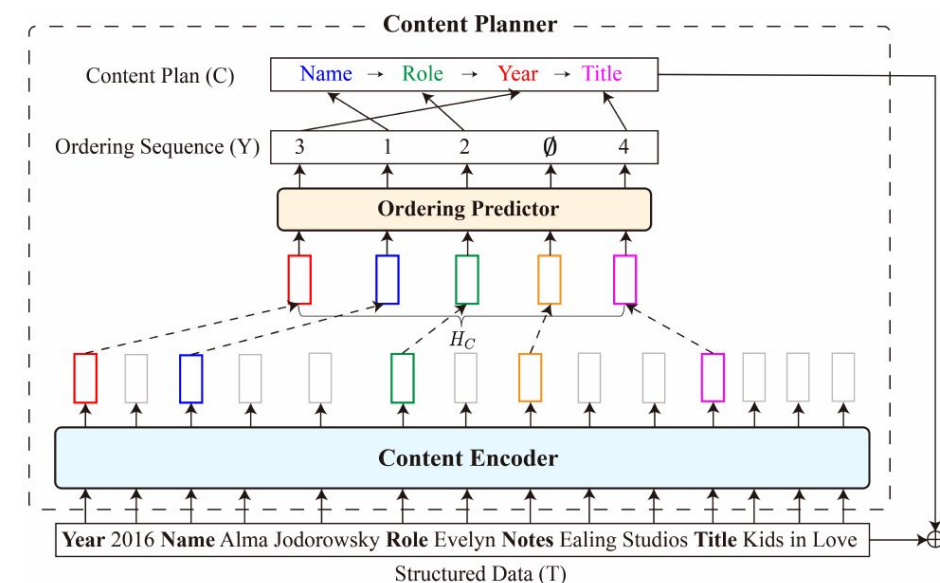 Content Planner
Content Plan (C) Name → Role → Year → Title
Ordering Sequence (Y) 3 1 2 ∅ 4
Ordering Predictor
H_C
Content Encoder
Year 2016 Name Alma Jodorowsky Role Evelyn Notes Ealing Studios Title Kids in Love
Structured Data (T)